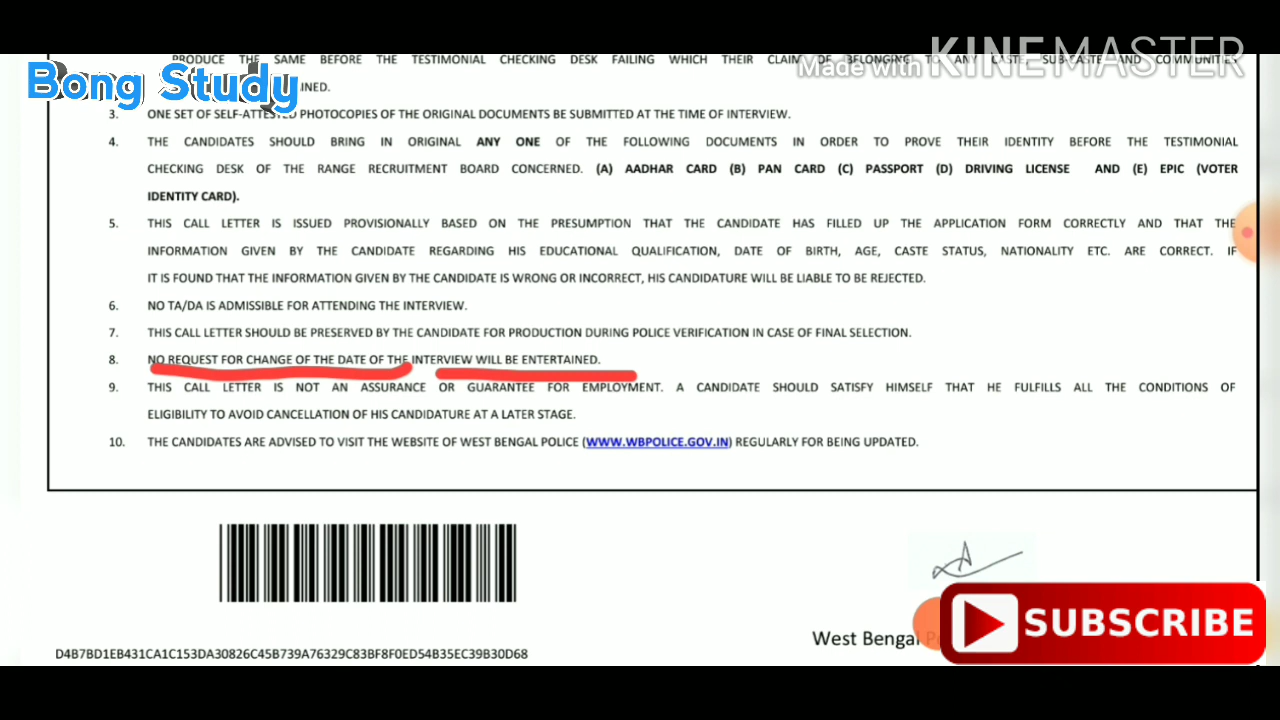 Made with KINEMASTER
Bong Study
PRODUCE THE SAME BEFORE THE TESTIMONIAL CHECKING DESK FAILING WHICH THEIR CLAIM OF BELONGING TO ANY CASTE, SUB-CASTE AND COMMUNITIES
3. ONE SET OF SELF-ATTESTED PHOTOCOPIES OF THE ORIGINAL DOCUMENTS BE SUBMITTED AT THE TIME OF INTERVIEW.
4. THE CANDIDATES SHOULD BRING IN ORIGINAL ANY ONE OF THE FOLLOWING DOCUMENTS IN ORDER TO PROVE THEIR IDENTITY BEFORE THE TESTIMONIAL
CHECKING DESK OF THE RANGE RECRUITMENT BOARD CONCERNED. (A) AADHAR CARD (B) PAN CARD (C) PASSPORT (D) DRIVING LICENSE AND (E) EPIC (VOTER
IDENTITY CARD).
5. THIS CALL LETTER IS ISSUED PROVISIONALLY BASED ON THE PRESUMPTION THAT THE CANDIDATE HAS FILLED UP THE APPLICATION FORM CORRECTLY AND THAT THE
INFORMATION GIVEN BY THE CANDIDATE REGARDING HIS EDUCATIONAL QUALIFICATION, DATE OF BIRTH, AGE, CASTE STATUS, NATIONALITY ETC. ARE CORRECT. IF
IT IS FOUND THAT THE INFORMATION GIVEN BY THE CANDIDATE IS WRONG OR INCORRECT, HIS CANDIDATURE WILL BE LIABLE TO BE REJECTED.
6. NO TA/DA IS ADMISSIBLE FOR ATTENDING THE INTERVIEW.
7. THIS CALL LETTER SHOULD BE PRESERVED BY THE CANDIDATE FOR PRODUCTION DURING POLICE VERIFICATION IN CASE OF FINAL SELECTION.
8. NO REQUEST FOR CHANGE OF THE DATE OF THE INTERVIEW WILL BE ENTERTAINED.
9. THIS CALL LETTER IS NOT AN ASSURANCE OR GUARANTEE FOR EMPLOYMENT. A CANDIDATE SHOULD SATISFY HIMSELF THAT HE FULFILLS ALL THE CONDITIONS OF
ELIGIBILITY TO AVOID CANCELLATION OF HIS CANDIDATURE AT A LATER STAGE.
10. THE CANDIDATES ARE ADVISED TO VISIT THE WEBSITE OF WEST BENGAL POLICE (WWW.WBPOLICE.GOV.IN) REGULARLY FOR BEING UPDATED.
SUBSCRIBE
West Bengal
D4B7BD1EB431CA1C153DA30826C45B739A76329C83BF8F0ED54B35EC39B30D68